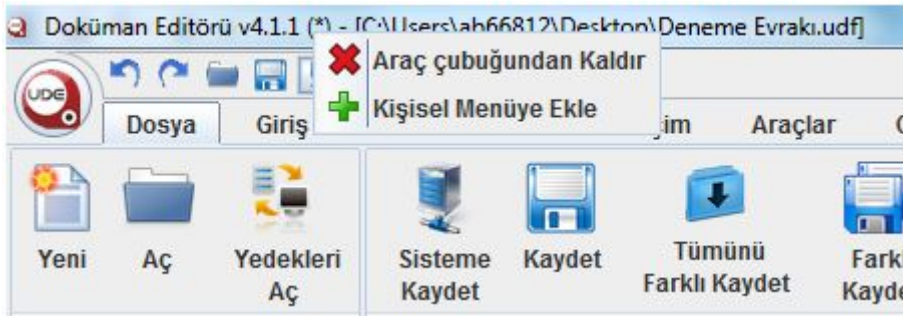 Doküman Editörü v4.1.1 (*) - [C:\Users\ab66812\Desktop\Deneme Evrakı.udf]
Araç çubuğundan Kaldır
Kişisel Menüye Ekle
UDE
Dosya Giriş Araçlar
Yeni Aç Yedekleri Aç Sisteme Kaydet Kaydet Tümünü Farklı Kaydet